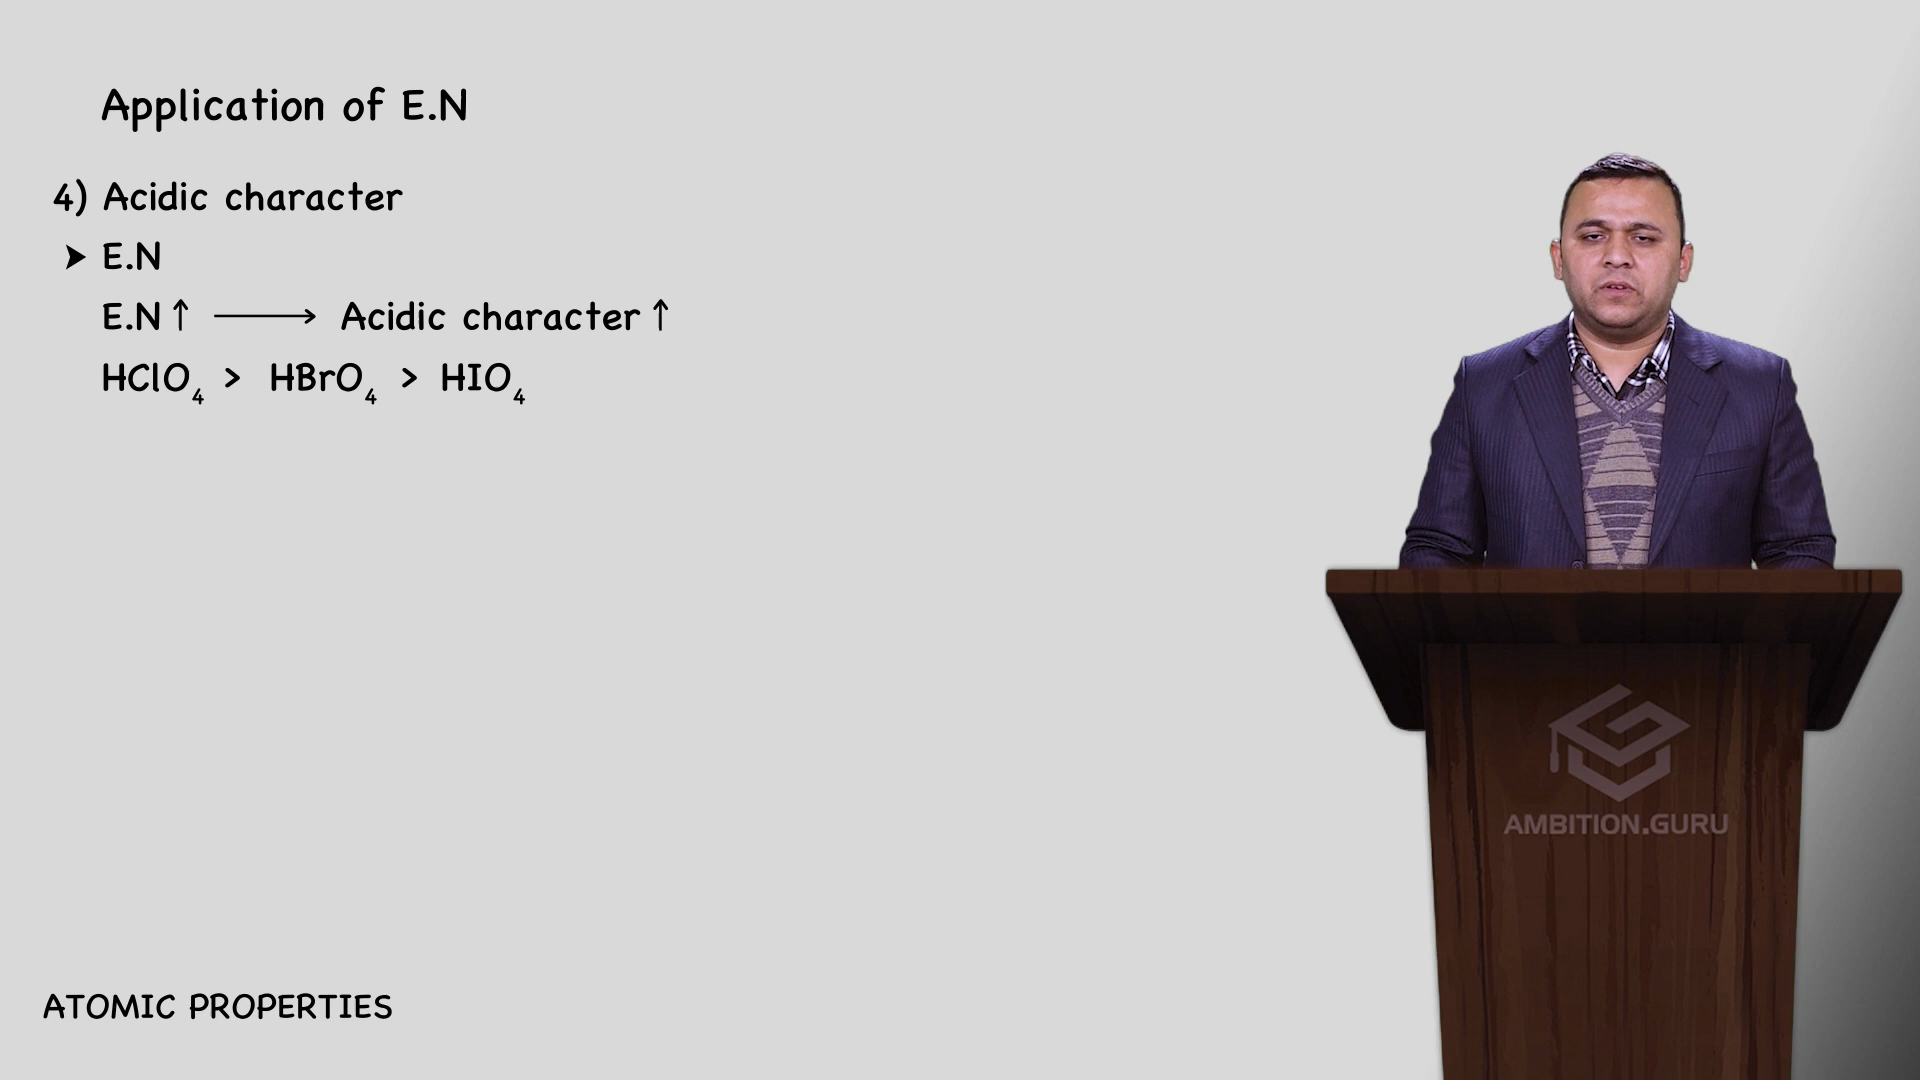 Application of E.N
4) Acidic character
➤ E.N
E.N ↑ ⟶ Acidic character ↑
HClO₄ > HBrO₄ > HIO₄
AMBITION.GURU
ATOMIC PROPERTIES